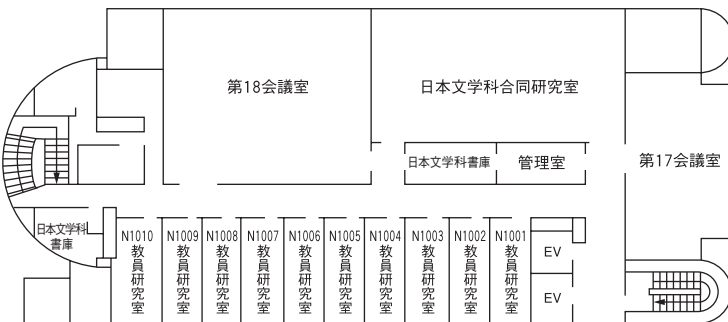 第18会議室
日本文学科合同研究室
日本文学科書庫
管理室
第17会議室
日本文学科
書庫
N1010
教員研究室
N1009
教員研究室
N1008
教員研究室
N1007
教員研究室
N1006
教員研究室
N1005
教員研究室
N1004
教員研究室
N1003
教員研究室
N1002
教員研究室
N1001
教員研究室
EV
EV